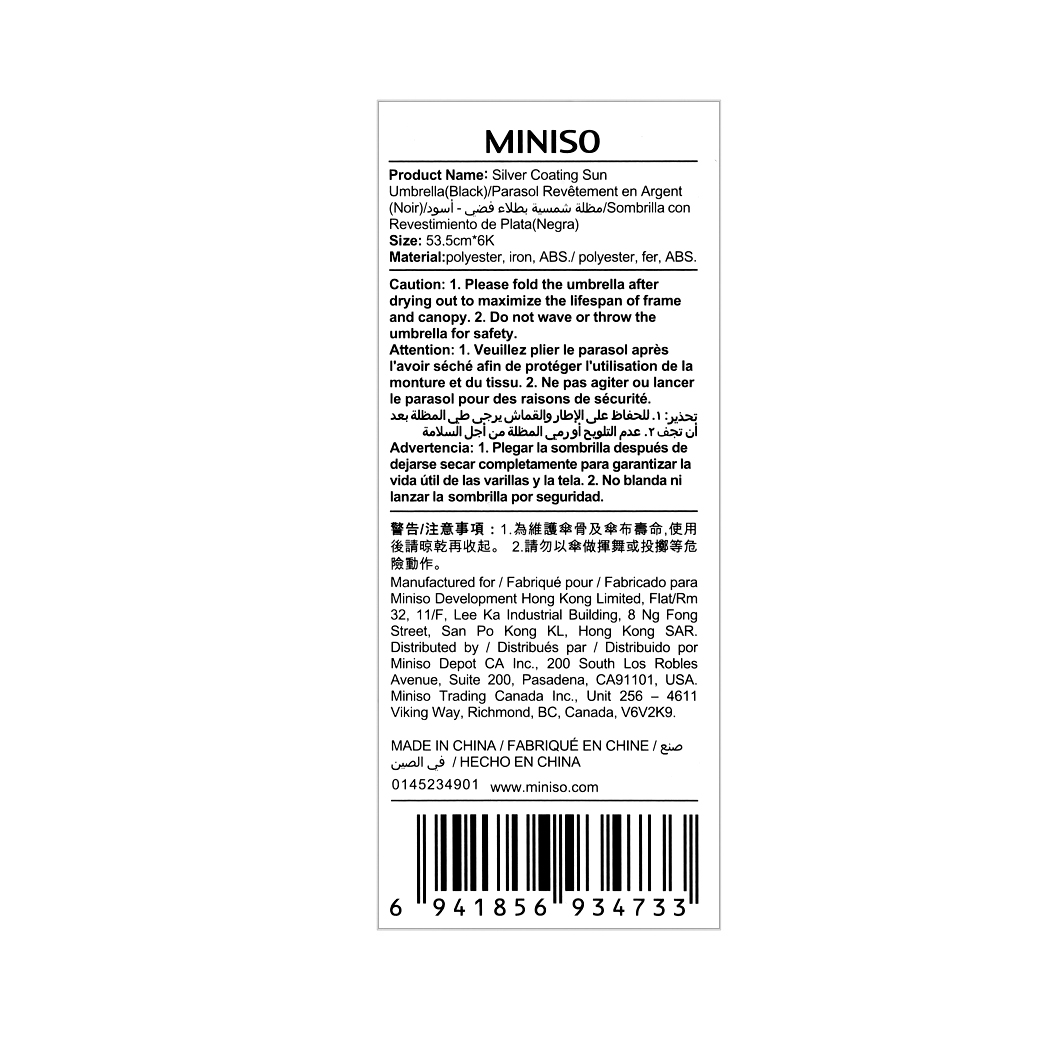 MINISO
Product Name: Silver Coating Sun
Umbrella(Black)/Parasol Revêtement en Argent
(Noir)/مظلة شمسية بطلاء فضي - أسود/Sombrilla con
Revestimiento de Plata(Negra)
Size: 53.5cm*6K
Material:polyester, iron, ABS./ polyester, fer, ABS.
Caution: 1. Please fold the umbrella after
drying out to maximize the lifespan of frame
and canopy. 2. Do not wave or throw the
umbrella for safety.
Attention: 1. Veuillez plier le parasol après
l'avoir séché afin de protéger l'utilisation de la
monture et du tissu. 2. Ne pas agiter ou lancer
le parasol pour des raisons de sécurité.
تحذير: ١. للحفاظ على الإطار والقماش يرجى طي المظلة بعد
أن تجف ٢. عدم التلويح أو رمي المظلة من أجل السلامة
Advertencia: 1. Plegar la sombrilla después de
dejarse secar completamente para garantizar la
vida útil de las varillas y la tela. 2. No blanda ni
lanzar la sombrilla por seguridad.
警告/注意事項：1.為維護傘骨及傘布壽命,使用
後請晾乾再收起。 2.請勿以傘做揮舞或投擲等危
險動作。
Manufactured for / Fabriqué pour / Fabricado para
Miniso Development Hong Kong Limited, Flat/Rm
32, 11/F, Lee Ka Industrial Building, 8 Ng Fong
Street, San Po Kong KL, Hong Kong SAR.
Distributed by / Distribués par / Distribuido por
Miniso Depot CA Inc., 200 South Los Robles
Avenue, Suite 200, Pasadena, CA91101, USA.
Miniso Trading Canada Inc., Unit 256 – 4611
Viking Way, Richmond, BC, Canada, V6V2K9.
MADE IN CHINA / FABRIQUÉ EN CHINE / صنع
في الصين / HECHO EN CHINA
0145234901 www.miniso.com
6 941856 934733